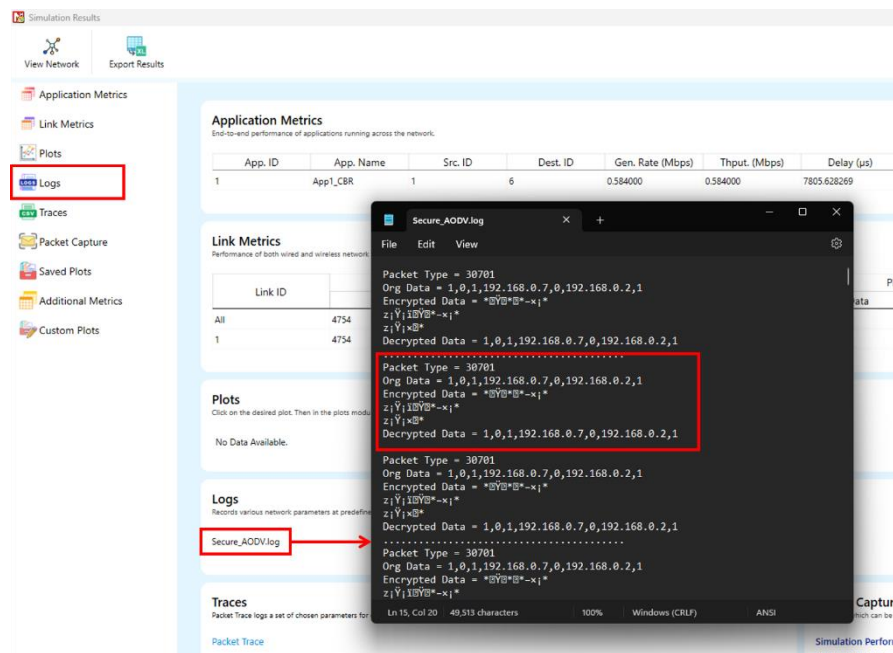 Simulation Results
View Network
Export Results
Application Metrics
Link Metrics
Plots
Logs
Traces
Packet Capture
Saved Plots
Additional Metrics
Custom Plots
Application Metrics
End-to-end performance of applications running across the network.
App. ID App. Name Src. ID Dest. ID Gen. Rate (Mbps) Thput. (Mbps) Delay (µs)
1 App1_CBR 1 6 0.584000 0.584000 7805.628269
Link Metrics
Performance of both wired and wireless network
Link ID
All 4754
1 4754
Plots
Click on the desired plot. Then in the plots
No Data Available.
Logs
Records various network parameters at
Secure_AODV.log
Traces
Packet Trace logs a set of chosen parameters for
Packet Trace
Secure_AODV.log
File Edit View
Packet Type = 30701
Org Data = 1,0,1,192.168.0.7,0,192.168.0.2,1
Encrypted Data =
Decrypted Data = 1,0,1,192.168.0.7,0,192.168.0.2,1
..........................................
Packet Type = 30701
Org Data = 1,0,1,192.168.0.7,0,192.168.0.2,1
Encrypted Data =
Decrypted Data = 1,0,1,192.168.0.7,0,192.168.0.2,1
Packet Type = 30701
Org Data = 1,0,1,192.168.0.7,0,192.168.0.2,1
Encrypted Data =
Decrypted Data = 1,0,1,192.168.0.7,0,192.168.0.2,1
..........................................
Packet Type = 30701
Org Data = 1,0,1,192.168.0.7,0,192.168.0.2,1
Encrypted Data =
Ln 15, Col 20 49,513 characters 100% Windows (CRLF) ANSI